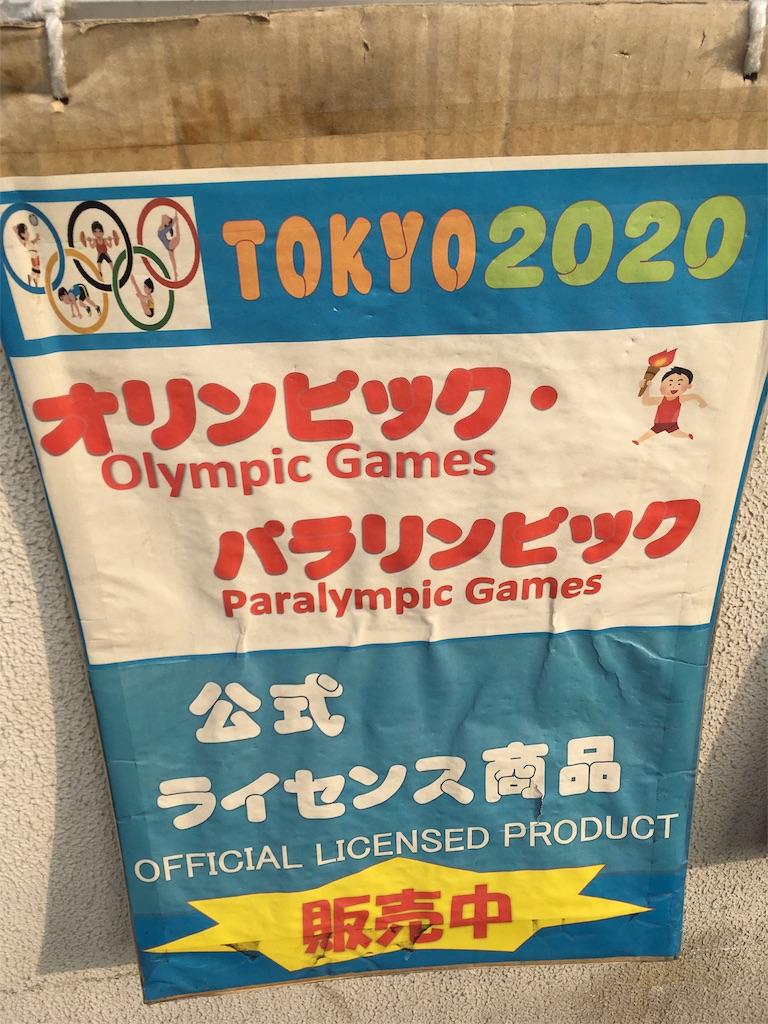 TOKYO2020
オリンピック・
Olympic Games
パラリンピック
Paralympic Games
公式
ライセンス商品
OFFICIAL LICENSED PRODUCT
販売中